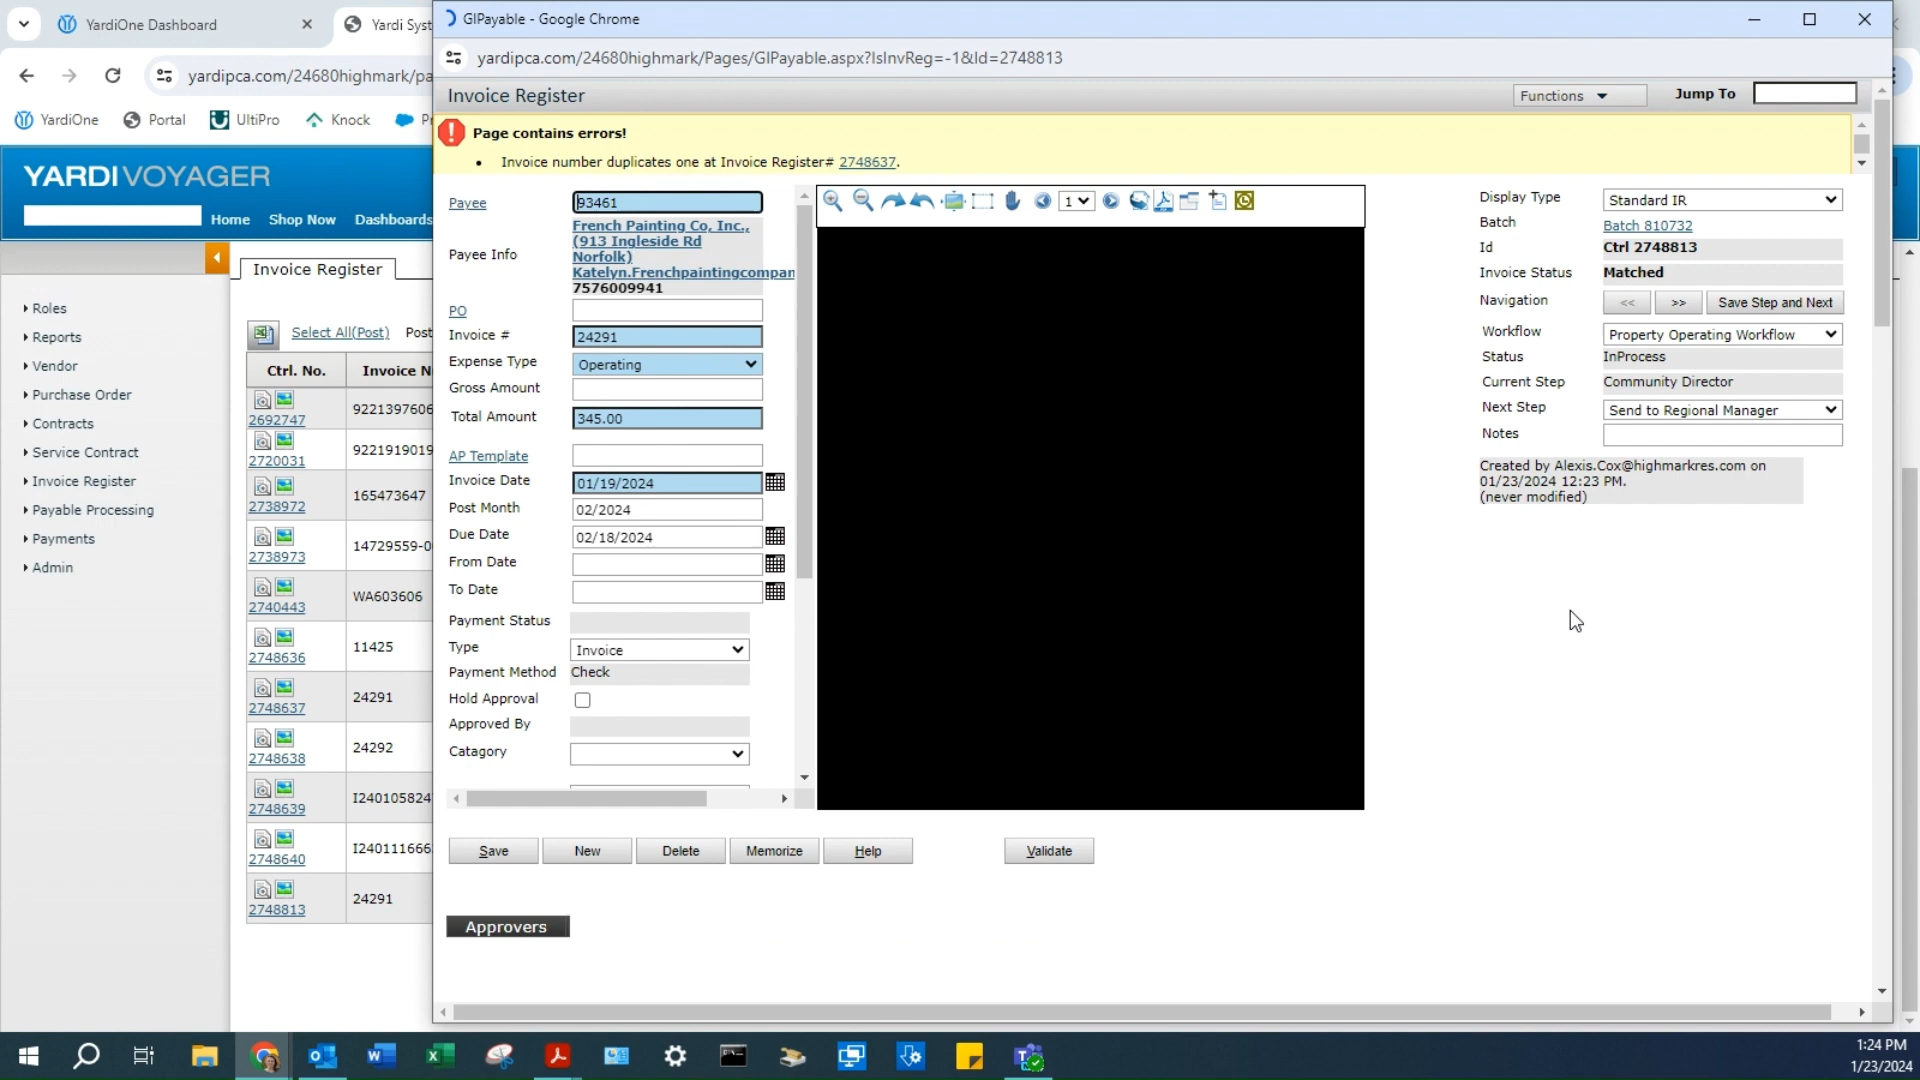 YardiOne Dashboard
Yardi Syst
GIPayable - Google Chrome
yardipca.com/24680highmark/pa
yardipca.com/24680highmark/Pages/GIPayable.aspx?IsInvReg=-1&Id=2748813
YardiOne
Portal
UltiPro
Knock
Invoice Register
Functions
Jump To
Page contains errors!
Invoice number duplicates one at Invoice Register# 2748637.
YARDI VOYAGER
Home
Shop Now
Dashboards
Roles
Reports
Vendor
Purchase Order
Contracts
Service Contract
Invoice Register
Payable Processing
Payments
Admin
Invoice Register
Select All(Post)
Post
Ctrl. No.
Invoice N
2692747
9221397606
2720031
9221919019
2738972
165473647
2738973
14729559-0
2740443
WA603606
2748636
11425
2748637
24291
2748638
24292
2748639
I240105824
2748640
I240111666
2748813
24291
Payee
93461
Payee Info
French Painting Co, Inc.,
(913 Ingleside Rd
Norfolk)
Katelyn.Frenchpaintingcompan
7576009941
PO
Invoice #
24291
Expense Type
Operating
Gross Amount
Total Amount
345.00
AP Template
Invoice Date
01/19/2024
Post Month
02/2024
Due Date
02/18/2024
From Date
To Date
Payment Status
Type
Invoice
Payment Method
Check
Hold Approval
Approved By
Catagory
1
Display Type
Standard IR
Batch
Batch 810732
Id
Ctrl 2748813
Invoice Status
Matched
Navigation
<<
>>
Save Step and Next
Workflow
Property Operating Workflow
Status
InProcess
Current Step
Community Director
Next Step
Send to Regional Manager
Notes
Created by Alexis.Cox@highmarkres.com on
01/23/2024 12:23 PM.
(never modified)
Save
New
Delete
Memorize
Help
Validate
Approvers
1:24 PM
1/23/2024